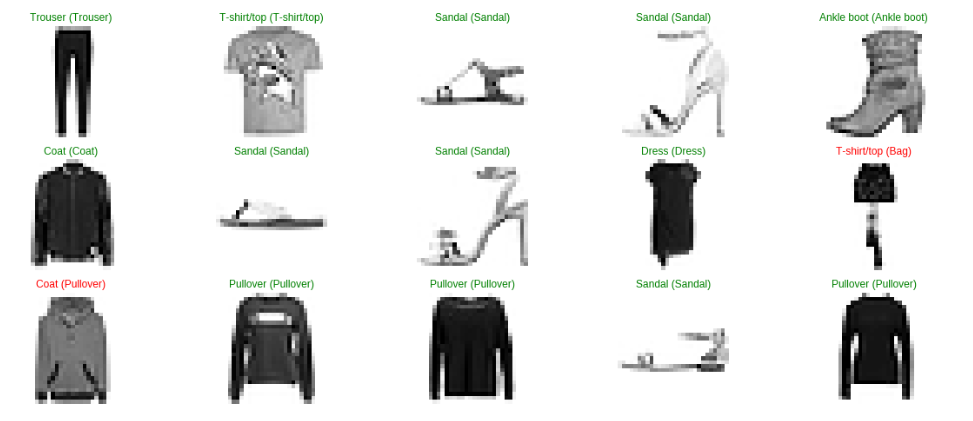 Trouser (Trouser)
T-shirt/top (T-shirt/top)
Sandal (Sandal)
Sandal (Sandal)
Ankle boot (Ankle boot)
Coat (Coat)
Sandal (Sandal)
Sandal (Sandal)
Dress (Dress)
T-shirt/top (Bag)
Coat (Pullover)
Pullover (Pullover)
Pullover (Pullover)
Sandal (Sandal)
Pullover (Pullover)